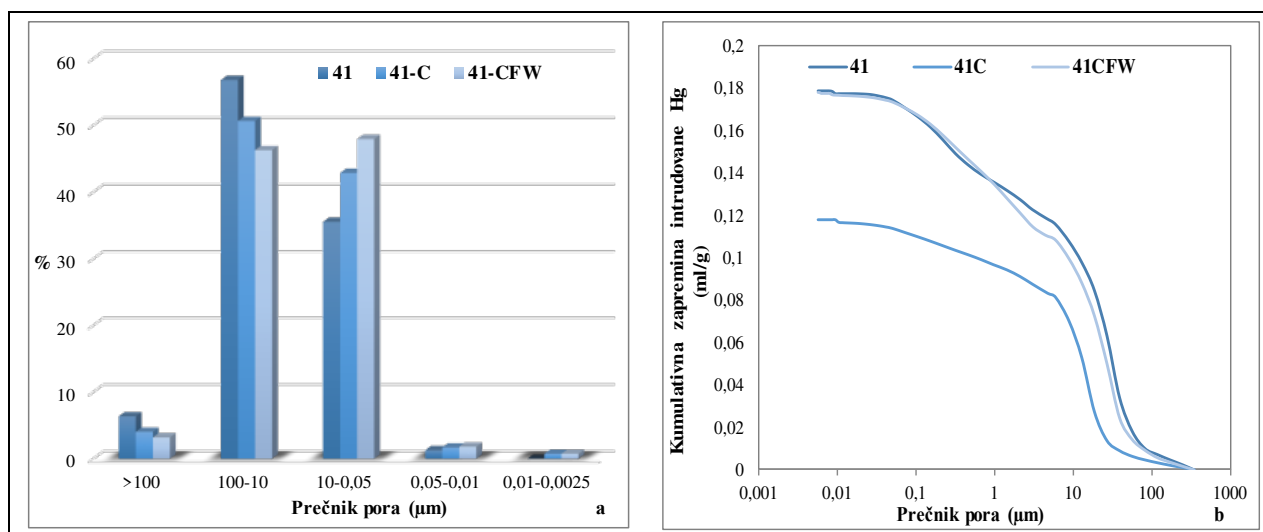 60
50
40
30
20
10
0
%
41 41-C 41-CFW
>100 100-10 10-0,05 0,05-0,01 0,01-0,0025
Prečnik pora (µm) a
Kumulativna zapremina intrudovane Hg
(ml/g)
0,2
0,18
0,16
0,14
0,12
0,1
0,08
0,06
0,04
0,02
0
41 41C 41CFW
0,001 0,01 0,1 1 10 100 1000
Prečnik pora (µm) b